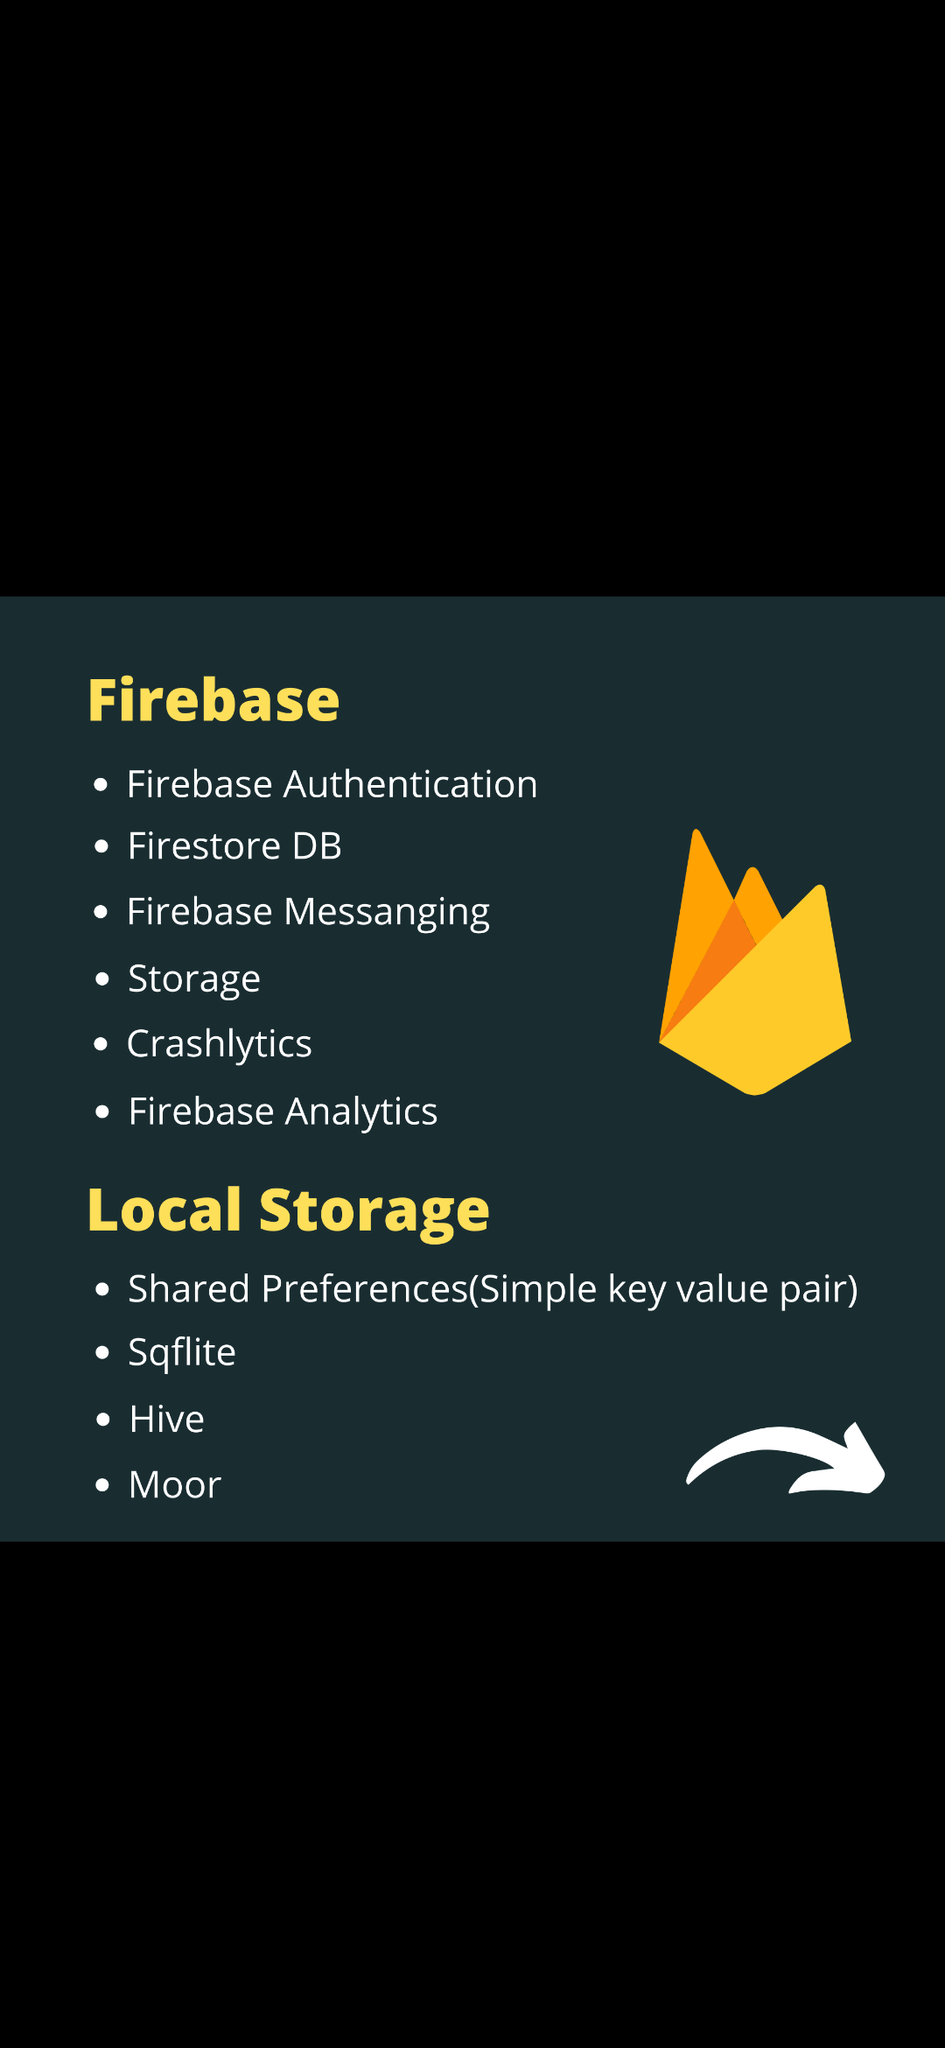 Firebase
• Firebase Authentication
• Firestore DB
• Firebase Messanging
• Storage
• Crashlytics
• Firebase Analytics
Local Storage
• Shared Preferences(Simple key value pair)
• Sqflite
• Hive
• Moor